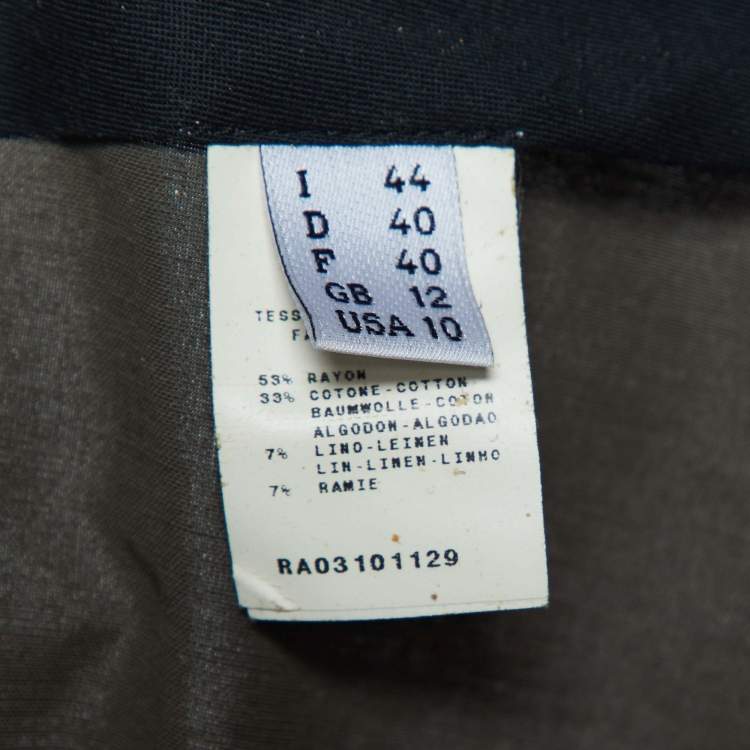 I 44
D 40
F 40
GB 12
USA 10
TESS
FA
53% RAYON
33% COTONE-COTTON
BAUMWOLLE-COTON
ALGODON-ALGODAO
7% LINO-LEINEN
LIN-LINEN-LINHO
7% RAMIE
RA03101129